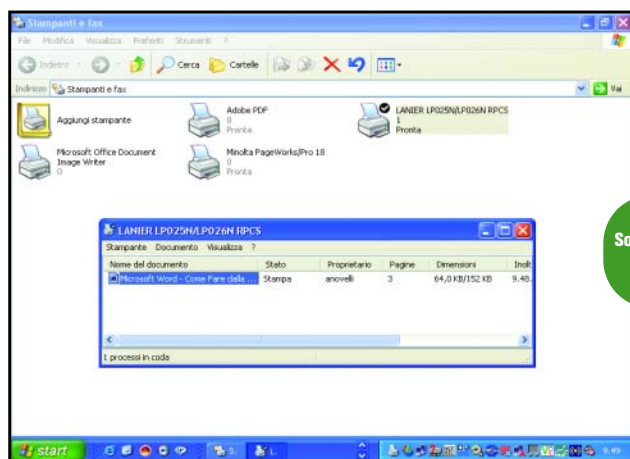 Stampanti e fax
File Modifica Visualizza Preferiti Strumenti ?
Indietro Cerca Cartelle
Indirizzo Stampanti e fax Vai
Aggiungi stampante
Adobe PDF
0
Pronta
LANIER LP025N/LP026N RPCS
1
Pronta
Microsoft Office Document
Image Writer
0
Minolta PageWorks/Pro 18
0
Pronta
LANIER LP025N/LP026N RPCS
Stampante Documento Visualizza ?
Nome del documento Stato Proprietario Pagine Dimensioni Inolt
Microsoft Word - Come Fare dalla ... Stampa anovelli 3 64,0 KB/152 KB 9.48.
1 processi in coda
So
start S. L. 9.49